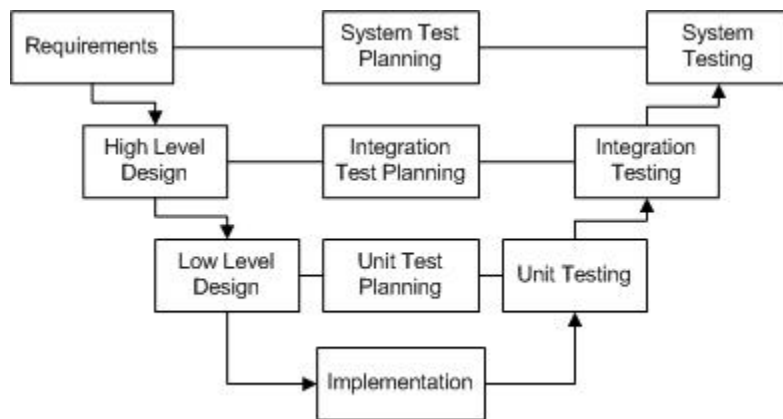 Requirements
System Test
Planning
System
Testing
High Level
Design
Integration
Test Planning
Integration
Testing
Low Level
Design
Unit Test
Planning
Unit Testing
Implementation